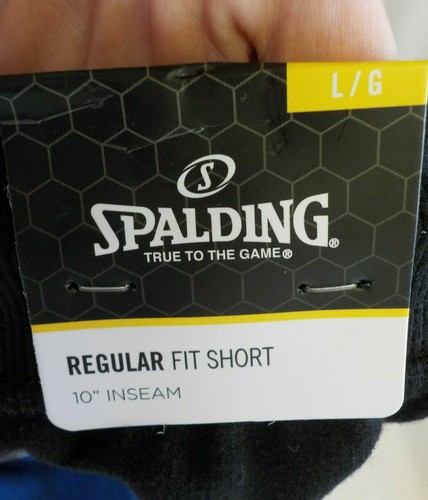 L / G
S
SPALDING®
TRUE TO THE GAME®
REGULAR FIT SHORT
10" INSEAM